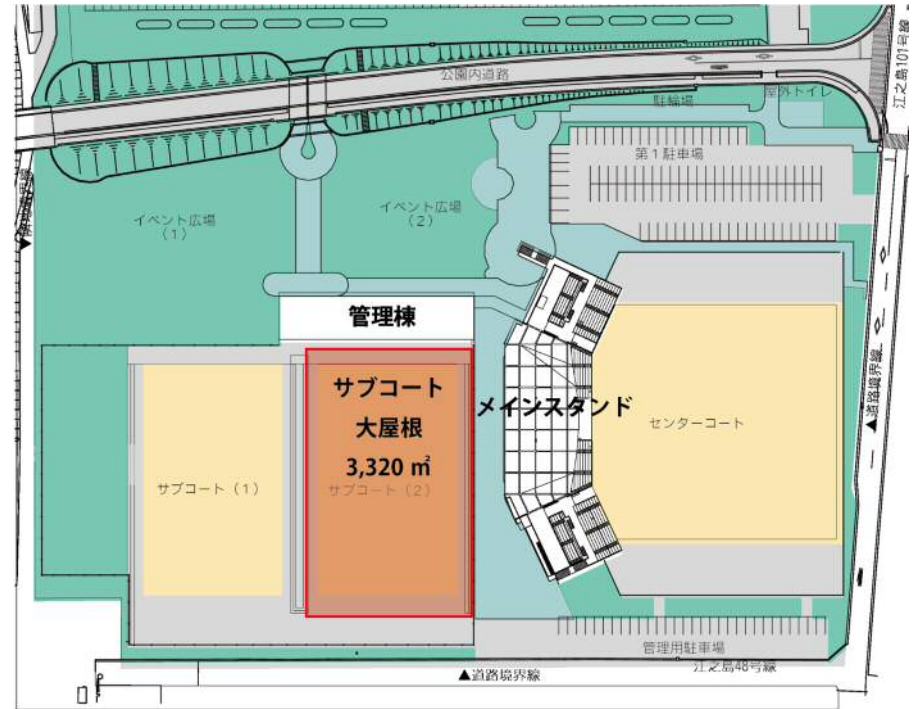 公園内道路
江之島101号線
屋外トイレ
駐輪場
第1駐車場
イベント広場
（1）
イベント広場
（2）
管理棟
サブコート
大屋根
3,320 ㎡
メインスタンド
センターコート
サブコート（1）
サブコート（2）
▲道路境界線
管理用駐車場
江之島48号線
▲道路境界線